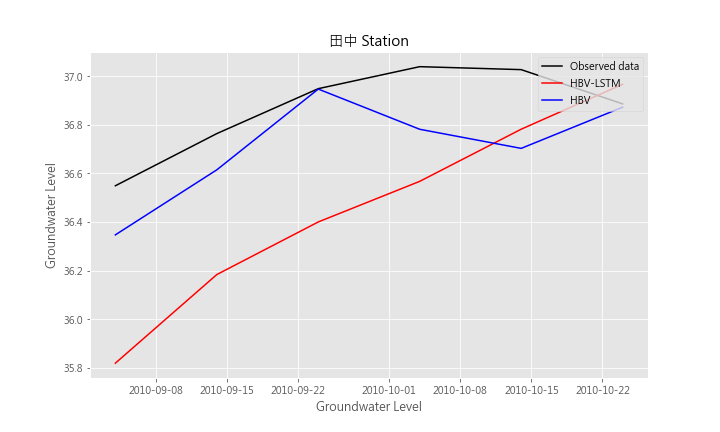 田中 Station
Observed data
HBV-LSTM
HBV
Groundwater Level
37.0
36.8
36.6
36.4
36.2
36.0
35.8
2010-09-08 2010-09-15 2010-09-22 2010-10-01 2010-10-08 2010-10-15 2010-10-22
Groundwater Level